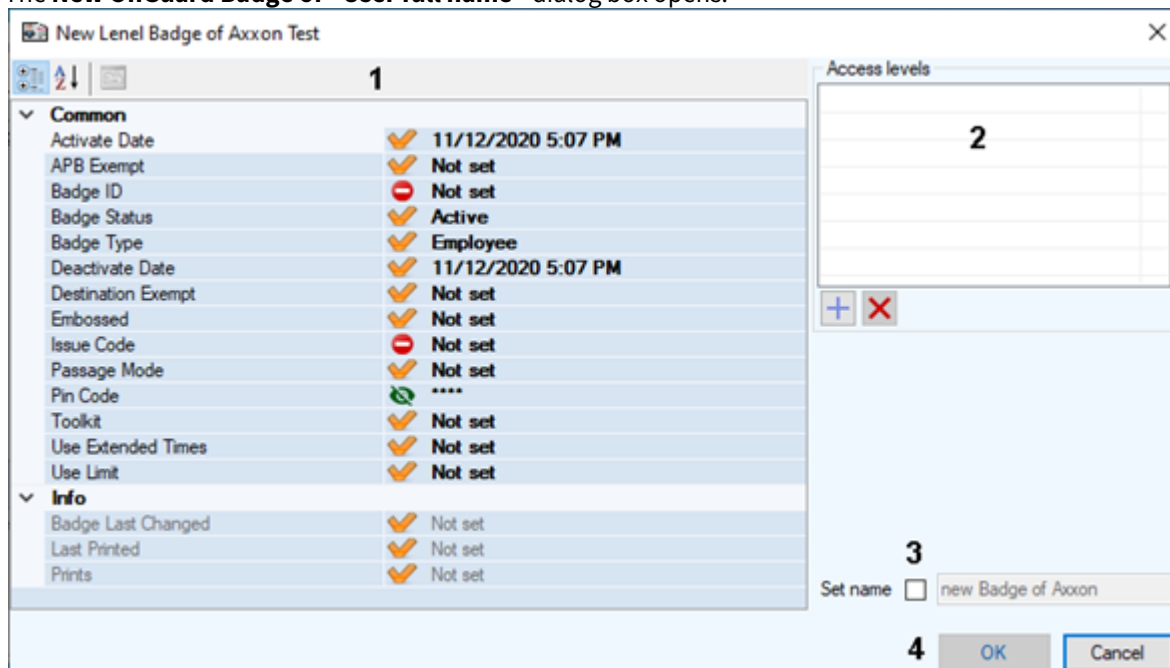 The New OnGuard Badge of "User full name" dialog box opens.
New Lenel Badge of Axxon Test
1
Access levels
Common
Activate Date 11/12/2020 5:07 PM
2
APB Exempt Not set
Badge ID Not set
Badge Status Active
Badge Type Employee
Deactivate Date 11/12/2020 5:07 PM
Destination Exempt Not set
Embossed Not set
Issue Code Not set
Passage Mode Not set
Pin Code ****
Toolkit Not set
Use Extended Times Not set
Use Limit Not set
Info
Badge Last Changed Not set
Last Printed Not set
3
Prints Not set
Set name new Badge of Axxon
4 OK Cancel